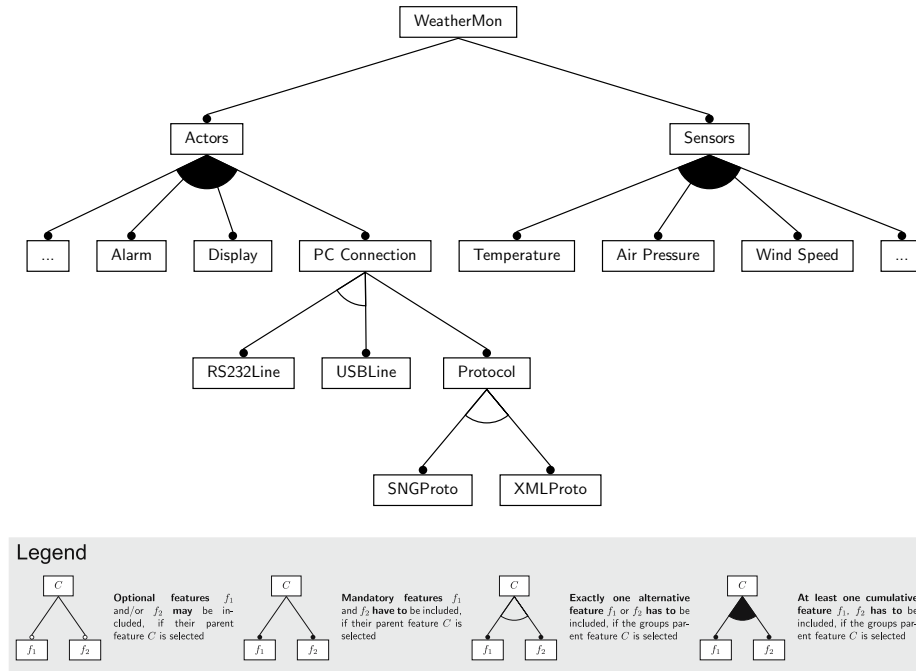 WeatherMon
Actors
Sensors
...
Alarm
Display
PC Connection
Temperature
Air Pressure
Wind Speed
...
RS232Line
USBLine
Protocol
SNGProto
XMLProto
Legend
C
f1
f2
Optional features f1
and/or f2 may be in-
cluded, if their parent
feature C is selected
C
f1
f2
Mandatory features f1
and f2 have to be included,
if their parent feature C is
selected
C
f1
f2
Exactly one alternative
feature f1 or f2 has to be
included, if the groups par-
ent feature C is selected
C
f1
f2
At least one cumulative
feature f1, f2 has to be
included, if the groups par-
ent feature C is selected